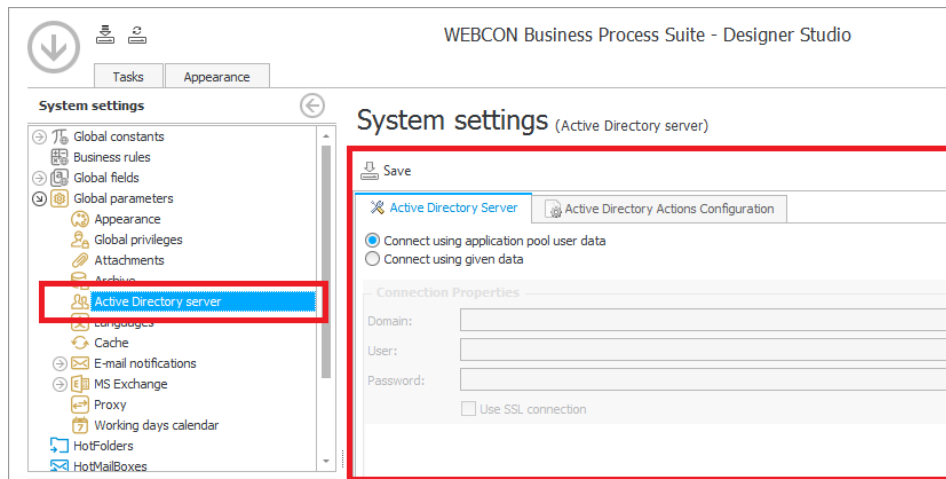 WEBCON Business Process Suite - Designer Studio
Tasks
Appearance
System settings
Global constants
Business rules
Global fields
Global parameters
Appearance
Global privileges
Attachments
Archive
Active Directory server
Languages
Cache
E-mail notifications
MS Exchange
Proxy
Working days calendar
HotFolders
HotMailBoxes
System settings (Active Directory server)
Save
Active Directory Server
Active Directory Actions Configuration
Connect using application pool user data
Connect using given data
Connection Properties
Domain:
User:
Password:
Use SSL connection